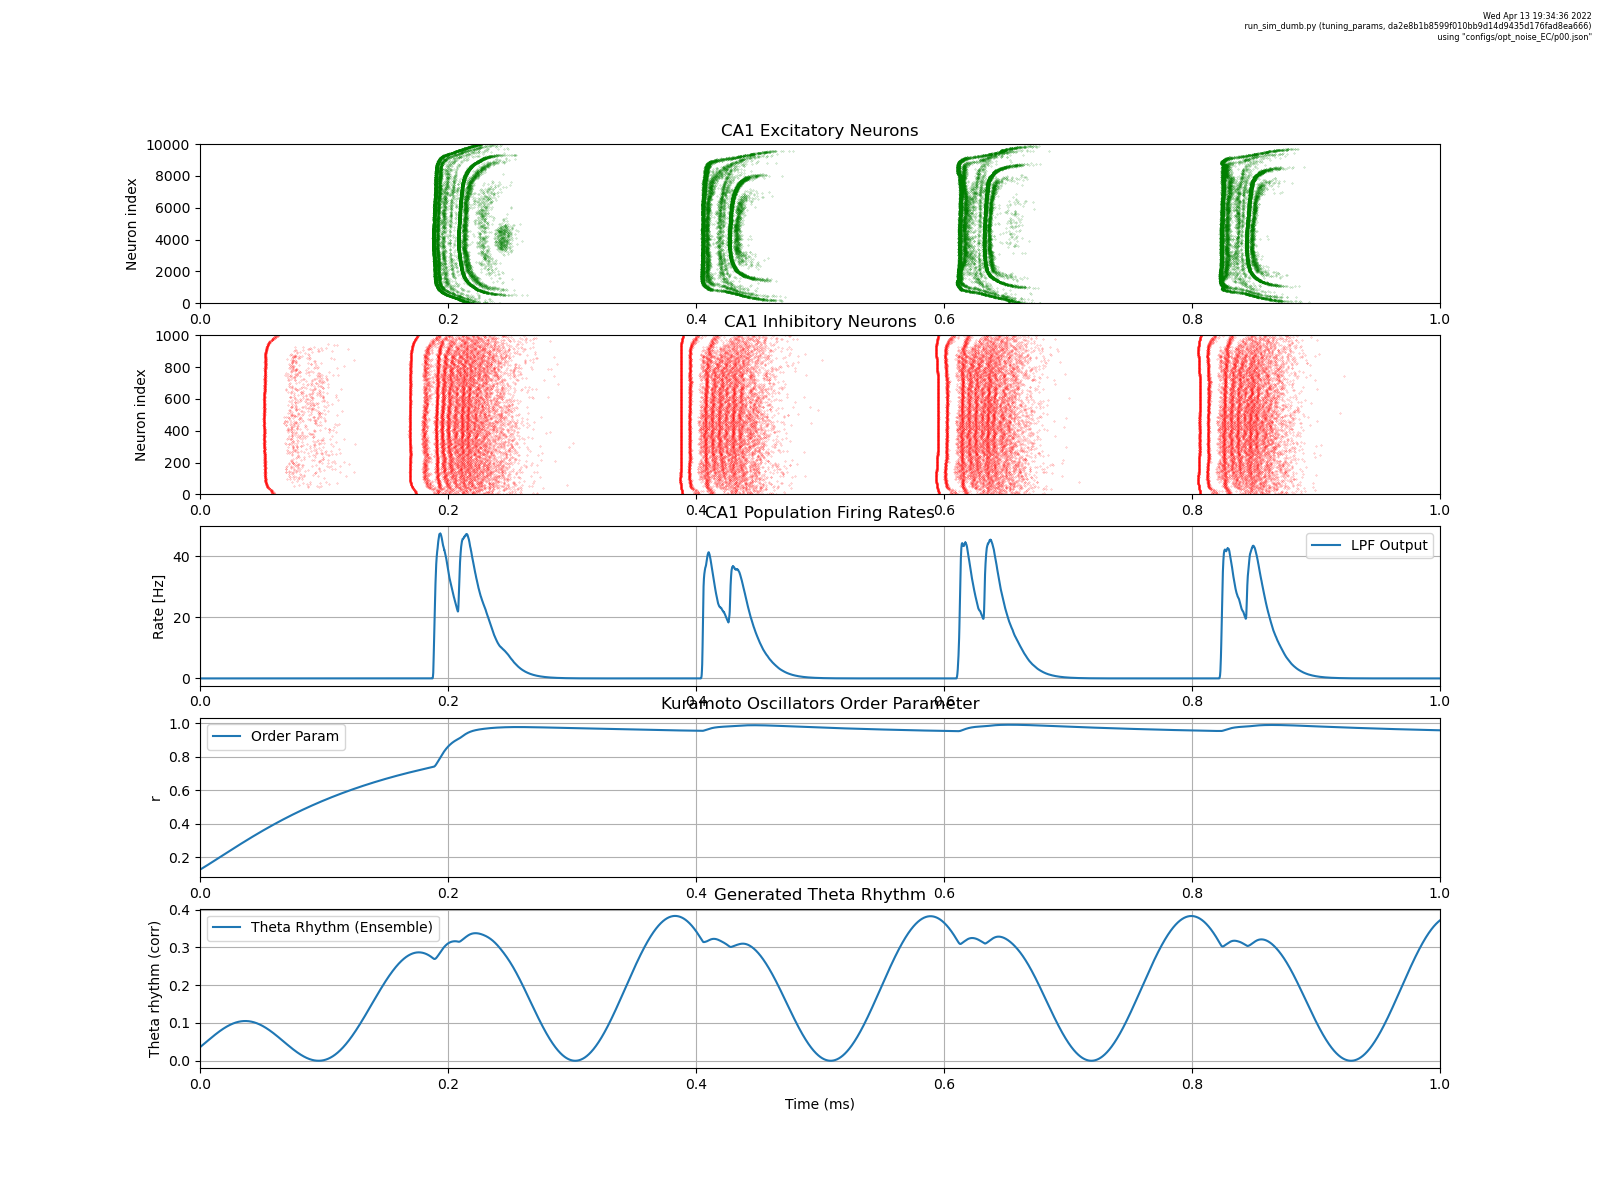 Wed Apr 13 19:34:36 2022
run_sim_dumb.py (tuning_params, da2e8b1b8599f010bb9d14d9435d176fad8ea666)
using "configs/opt_noise_EC/p00.json"
CA1 Excitatory Neurons
Neuron index
10000
8000
6000
4000
2000
0
0.0 0.2 0.4 0.6 0.8 1.0
CA1 Inhibitory Neurons
Neuron index
1000
800
600
400
200
0
0.0 0.2 0.4 0.6 0.8 1.0
CA1 Population Firing Rates
Rate [Hz]
40
20
0
LPF Output
0.0 0.2 0.4 0.6 0.8 1.0
Kuramoto Oscillators Order Parameter
r
1.0
0.8
0.6
0.4
0.2
Order Param
0.0 0.2 0.4 0.6 0.8 1.0
Generated Theta Rhythm
Theta rhythm (corr)
0.4
0.3
0.2
0.1
0.0
Theta Rhythm (Ensemble)
0.0 0.2 0.4 0.6 0.8 1.0
Time (ms)